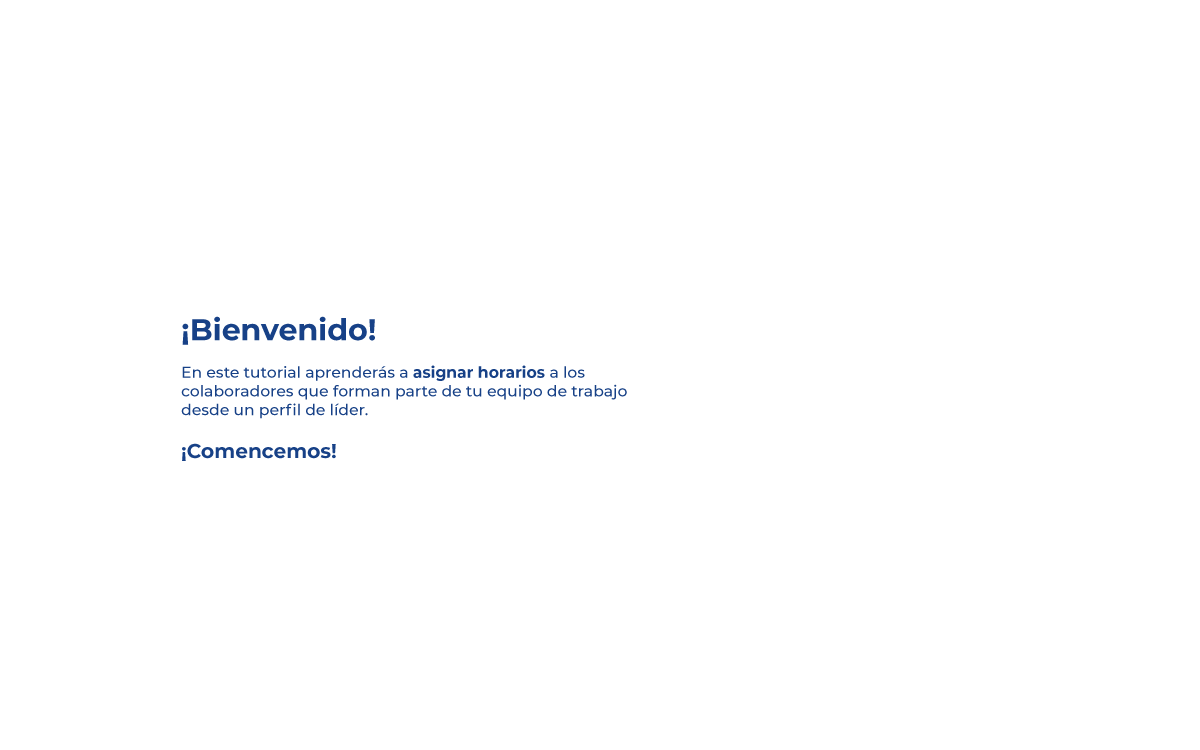 ¡Bienvenido!
En este tutorial aprenderás a asignar horarios a los
colaboradores que forman parte de tu equipo de trabajo
desde un perfil de líder.
¡Comencemos!